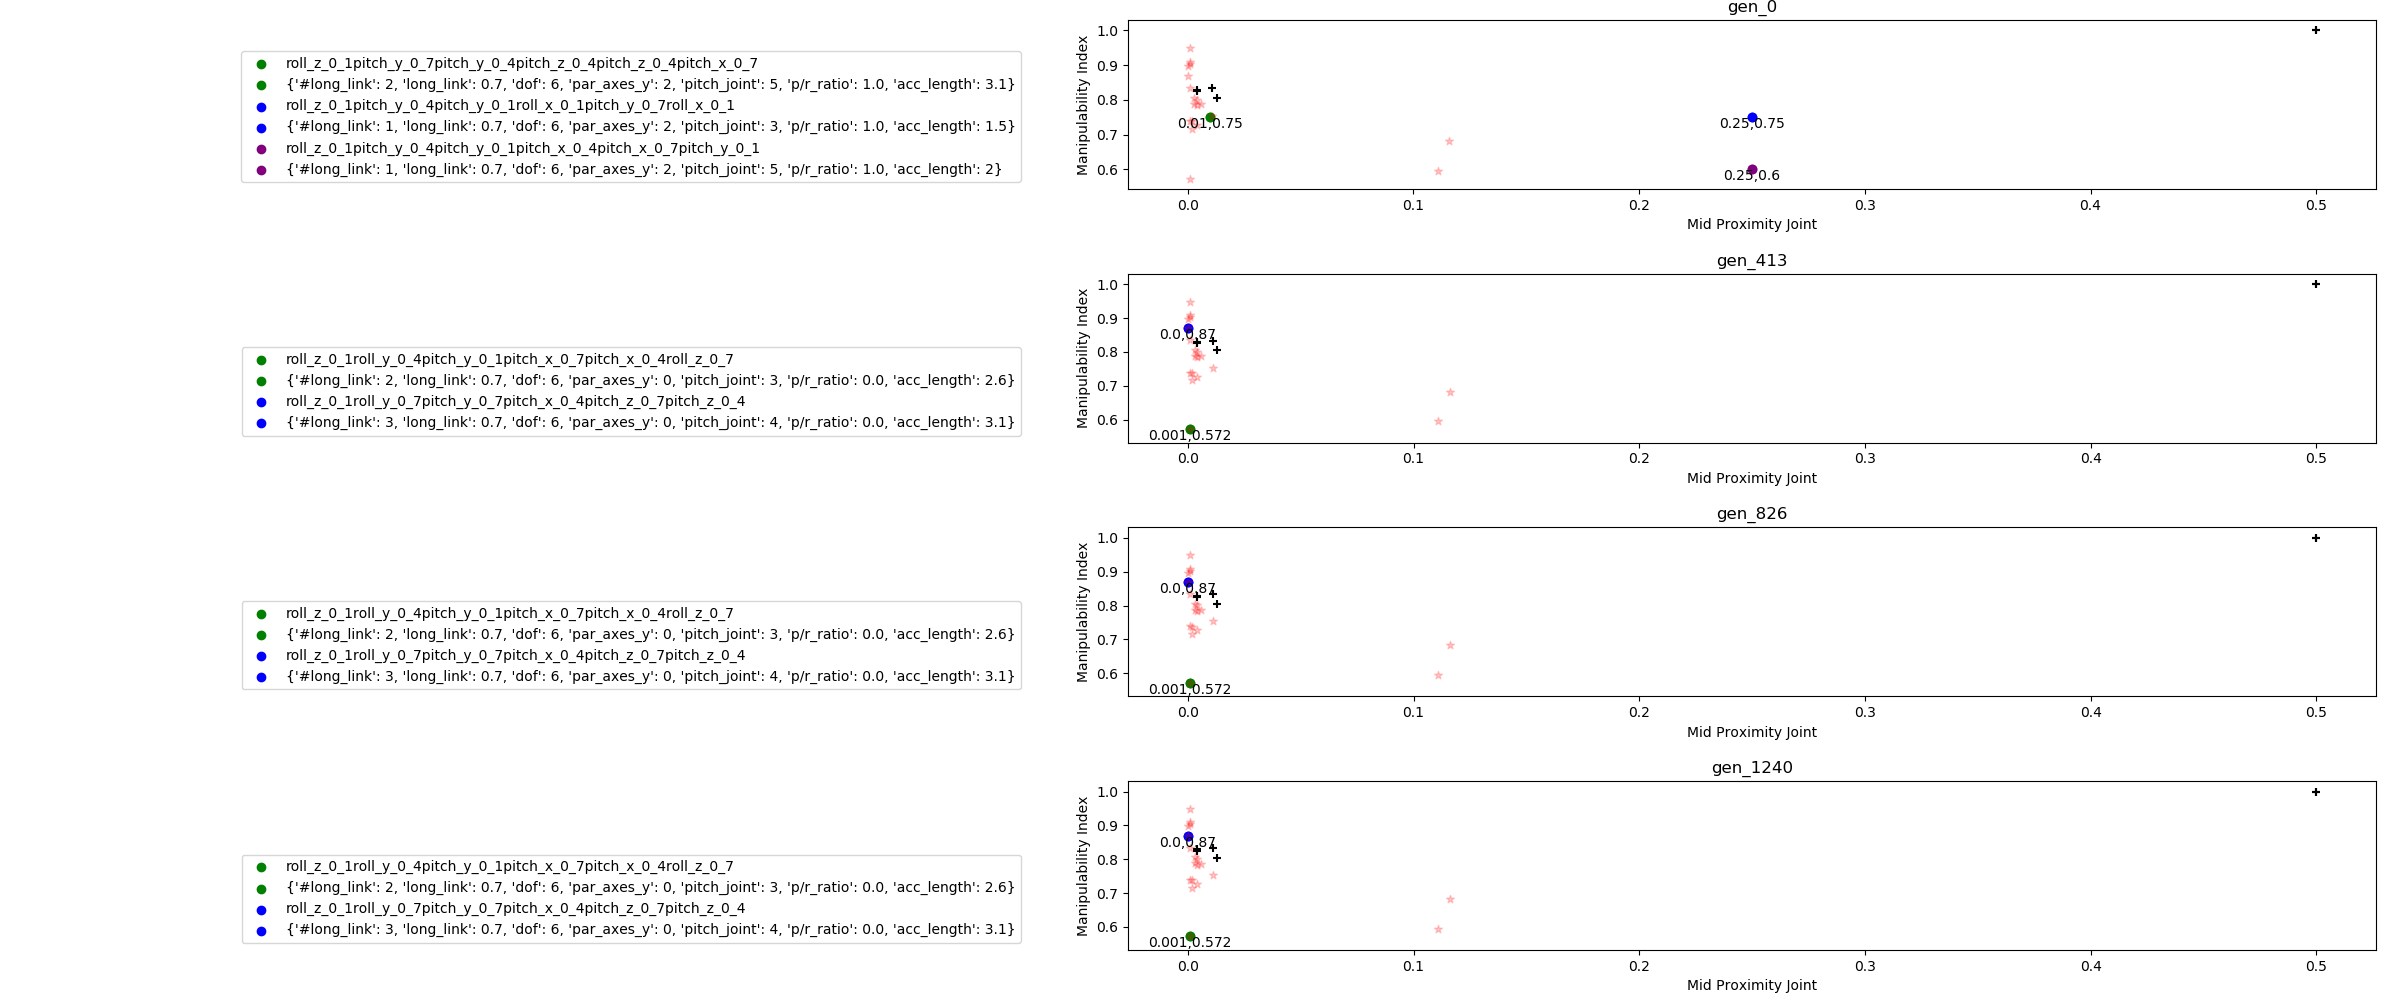 gen_0
roll_z_0_1pitch_y_0_7pitch_y_0_4pitch_z_0_4pitch_z_0_4pitch_x_0_7
{'#long_link': 2, 'long_link': 0.7, 'dof': 6, 'par_axes_y': 2, 'pitch_joint': 5, 'p/r_ratio': 1.0, 'acc_length': 3.1}
roll_z_0_1pitch_y_0_4pitch_y_0_1roll_x_0_1pitch_y_0_7roll_x_0_1
{'#long_link': 1, 'long_link': 0.7, 'dof': 6, 'par_axes_y': 2, 'pitch_joint': 3, 'p/r_ratio': 1.0, 'acc_length': 1.5}
roll_z_0_1pitch_y_0_4pitch_y_0_1pitch_x_0_4pitch_x_0_7pitch_y_0_1
{'#long_link': 1, 'long_link': 0.7, 'dof': 6, 'par_axes_y': 2, 'pitch_joint': 5, 'p/r_ratio': 1.0, 'acc_length': 2}
Manipulability Index
1.0
0.9
0.8
0.7
0.6
0.01,0.75
0.25,0.75
0.25,0.6
0.0 0.1 0.2 0.3 0.4 0.5
Mid Proximity Joint
gen_413
roll_z_0_1roll_y_0_4pitch_y_0_1pitch_x_0_7pitch_x_0_4roll_z_0_7
{'#long_link': 2, 'long_link': 0.7, 'dof': 6, 'par_axes_y': 0, 'pitch_joint': 3, 'p/r_ratio': 0.0, 'acc_length': 2.6}
roll_z_0_1roll_y_0_7pitch_y_0_7pitch_x_0_4pitch_z_0_7pitch_z_0_4
{'#long_link': 3, 'long_link': 0.7, 'dof': 6, 'par_axes_y': 0, 'pitch_joint': 4, 'p/r_ratio': 0.0, 'acc_length': 3.1}
Manipulability Index
1.0
0.9
0.8
0.7
0.6
0.0,0.87
0.001,0.572
0.0 0.1 0.2 0.3 0.4 0.5
Mid Proximity Joint
gen_826
roll_z_0_1roll_y_0_4pitch_y_0_1pitch_x_0_7pitch_x_0_4roll_z_0_7
{'#long_link': 2, 'long_link': 0.7, 'dof': 6, 'par_axes_y': 0, 'pitch_joint': 3, 'p/r_ratio': 0.0, 'acc_length': 2.6}
roll_z_0_1roll_y_0_7pitch_y_0_7pitch_x_0_4pitch_z_0_7pitch_z_0_4
{'#long_link': 3, 'long_link': 0.7, 'dof': 6, 'par_axes_y': 0, 'pitch_joint': 4, 'p/r_ratio': 0.0, 'acc_length': 3.1}
Manipulability Index
1.0
0.9
0.8
0.7
0.6
0.0,0.87
0.001,0.572
0.0 0.1 0.2 0.3 0.4 0.5
Mid Proximity Joint
gen_1240
roll_z_0_1roll_y_0_4pitch_y_0_1pitch_x_0_7pitch_x_0_4roll_z_0_7
{'#long_link': 2, 'long_link': 0.7, 'dof': 6, 'par_axes_y': 0, 'pitch_joint': 3, 'p/r_ratio': 0.0, 'acc_length': 2.6}
roll_z_0_1roll_y_0_7pitch_y_0_7pitch_x_0_4pitch_z_0_7pitch_z_0_4
{'#long_link': 3, 'long_link': 0.7, 'dof': 6, 'par_axes_y': 0, 'pitch_joint': 4, 'p/r_ratio': 0.0, 'acc_length': 3.1}
Manipulability Index
1.0
0.9
0.8
0.7
0.6
0.0,0.87
0.001,0.572
0.0 0.1 0.2 0.3 0.4 0.5
Mid Proximity Joint